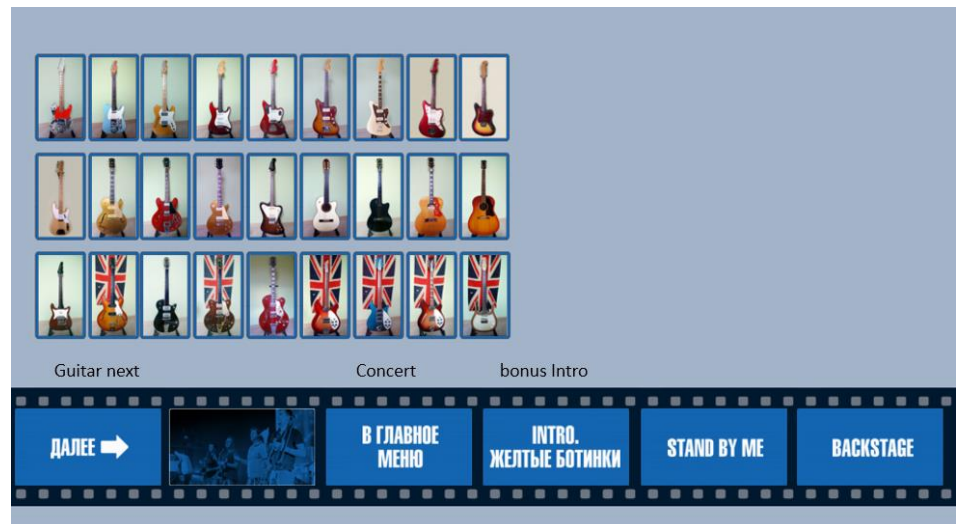 Guitar next
Concert
bonus Intro
ДАЛЕЕ
В ГЛАВНОЕ
МЕНЮ
INTRO.
ЖЕЛТЫЕ БОТИНКИ
STAND BY ME
BACKSTAGE